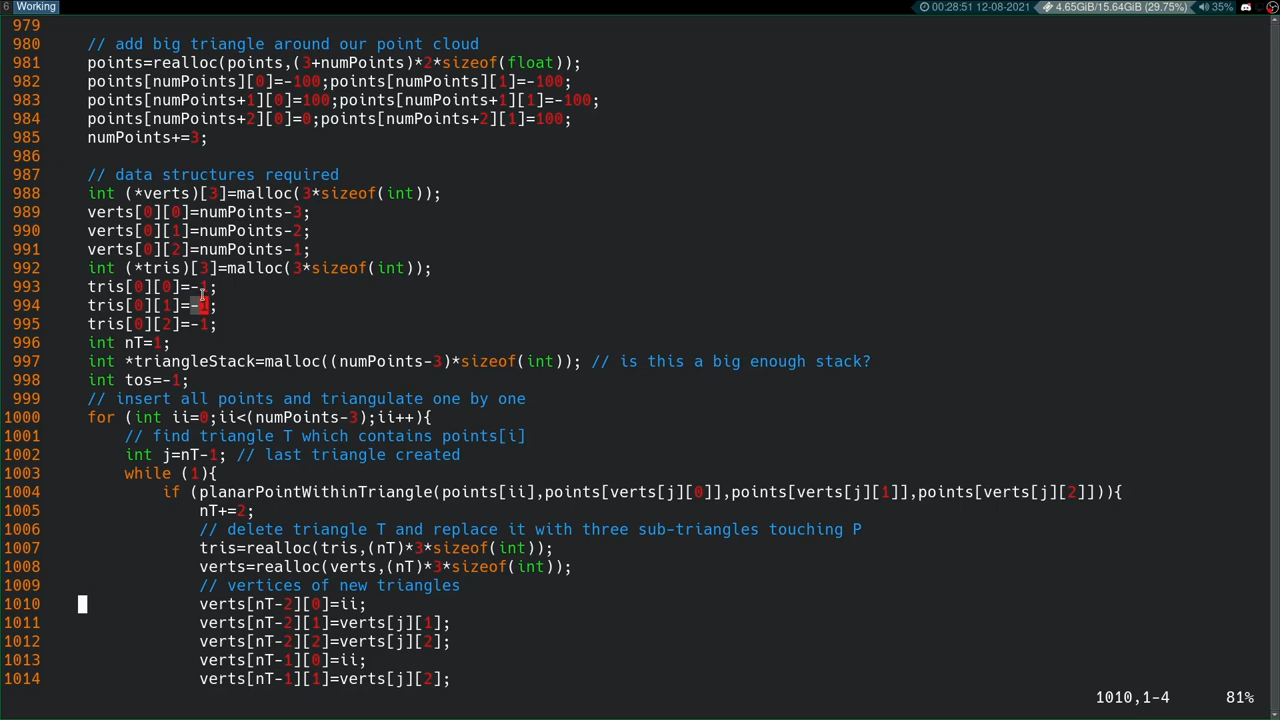 6 Working 00:28:51 12-08-2021 4.65GiB/15.64GiB (29.75%) 35%
979
980 // add big triangle around our point cloud
981 points=realloc(points,(3+numPoints)*2*sizeof(float));
982 points[numPoints][0]=-100;points[numPoints][1]=-100;
983 points[numPoints+1][0]=100;points[numPoints+1][1]=-100;
984 points[numPoints+2][0]=0;points[numPoints+2][1]=100;
985 numPoints+=3;
986
987 // data structures required
988 int (*verts)[3]=malloc(3*sizeof(int));
989 verts[0][0]=numPoints-3;
990 verts[0][1]=numPoints-2;
991 verts[0][2]=numPoints-1;
992 int (*tris)[3]=malloc(3*sizeof(int));
993 tris[0][0]=-1;
994 tris[0][1]=-1;
995 tris[0][2]=-1;
996 int nT=1;
997 int *triangleStack=malloc((numPoints-3)*sizeof(int)); // is this a big enough stack?
998 int tos=-1;
999 // insert all points and triangulate one by one
1000 for (int ii=0;ii<(numPoints-3);ii++){
1001 // find triangle T which contains points[i]
1002 int j=nT-1; // last triangle created
1003 while (1){
1004 if (planarPointWithinTriangle(points[ii],points[verts[j][0]],points[verts[j][1]],points[verts[j][2]])){
1005 nT+=2;
1006 // delete triangle T and replace it with three sub-triangles touching P
1007 tris=realloc(tris,(nT)*3*sizeof(int));
1008 verts=realloc(verts,(nT)*3*sizeof(int));
1009 // vertices of new triangles
1010 verts[nT-2][0]=ii;
1011 verts[nT-2][1]=verts[j][1];
1012 verts[nT-2][2]=verts[j][2];
1013 verts[nT-1][0]=ii;
1014 verts[nT-1][1]=verts[j][2];
1010,1-4 81%